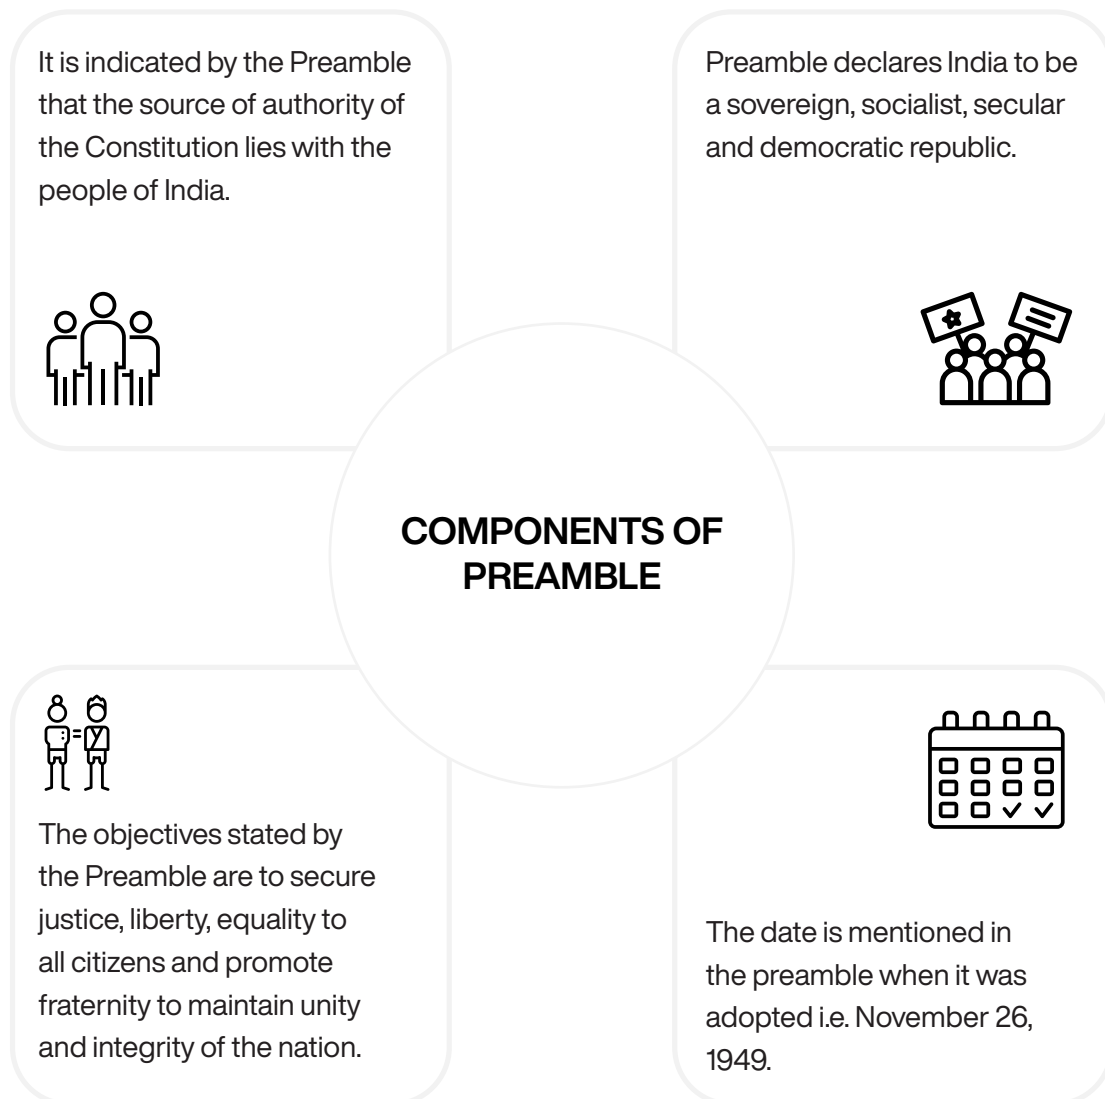 It is indicated by the Preamble
that the source of authority of
the Constitution lies with the
people of India.
Preamble declares India to be
a sovereign, socialist, secular
and democratic republic.
COMPONENTS OF
PREAMBLE
The objectives stated by
the Preamble are to secure
justice, liberty, equality to
all citizens and promote
fraternity to maintain unity
and integrity of the nation.
The date is mentioned in
the preamble when it was
adopted i.e. November 26,
1949.